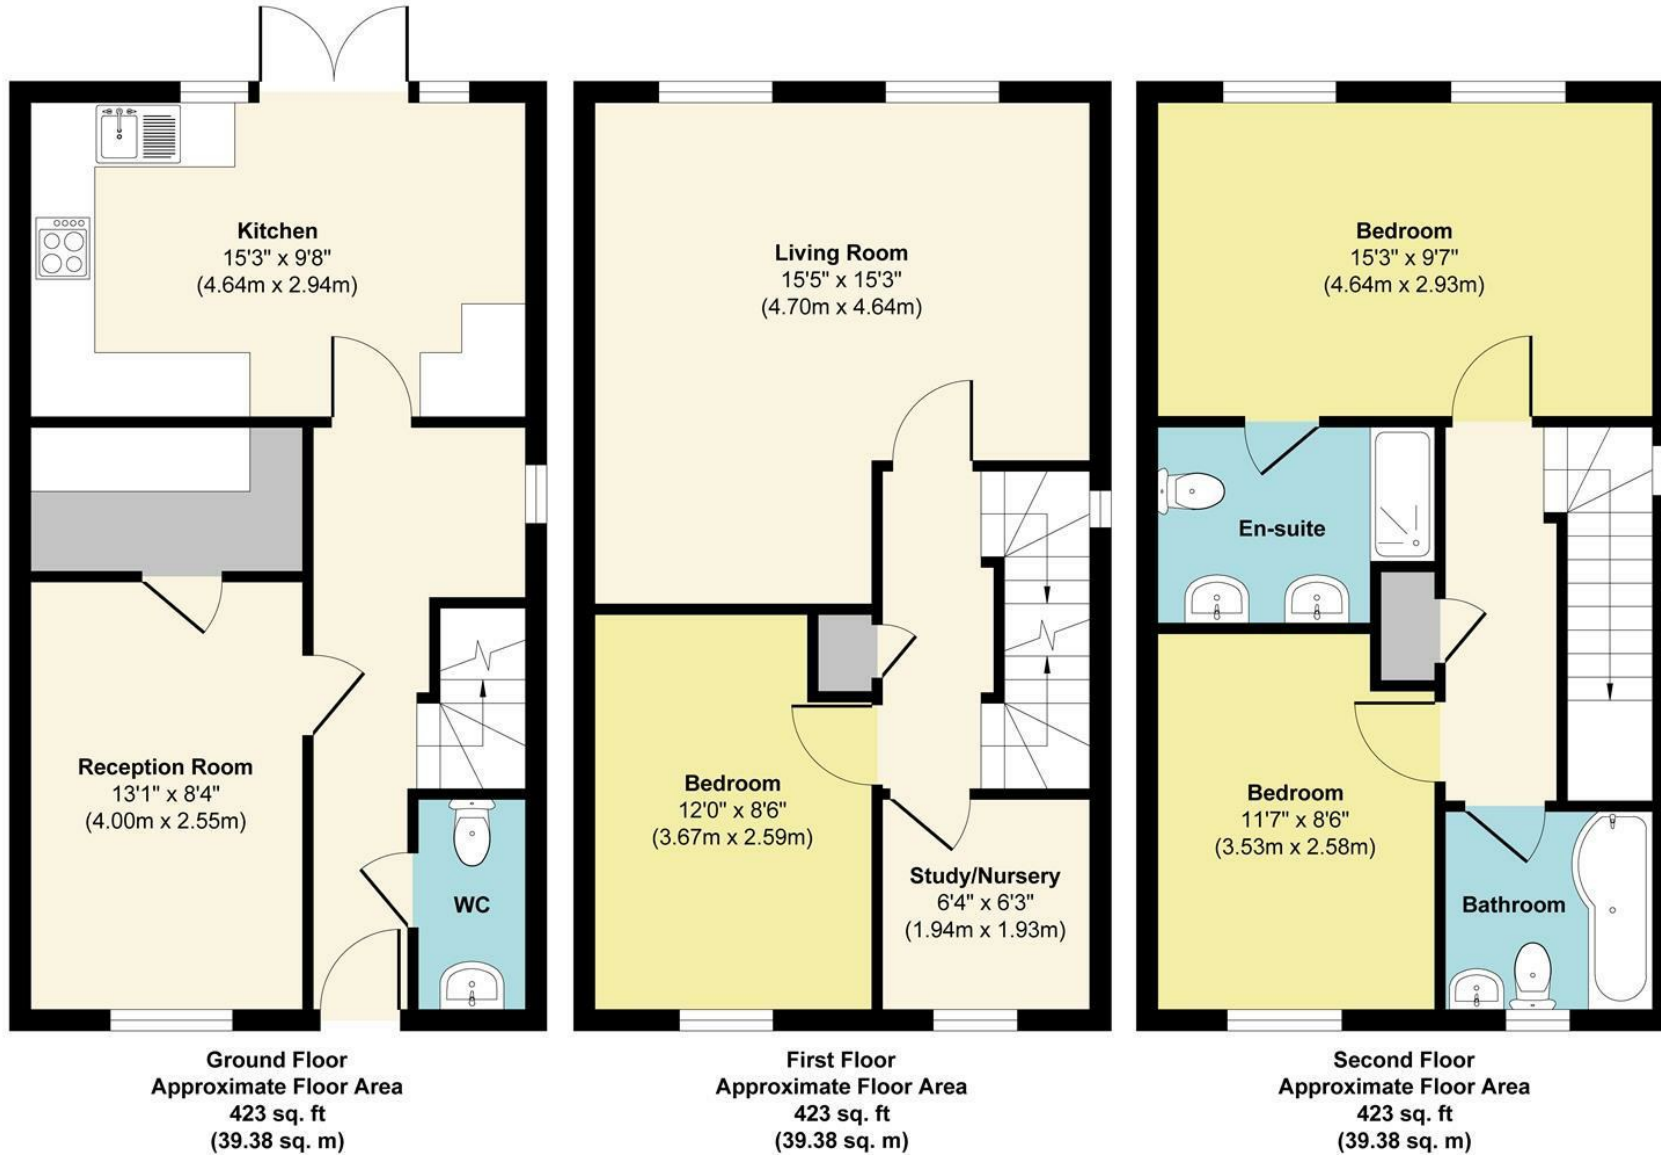 Kitchen
15'3" x 9'8"
(4.64m x 2.94m)
Reception Room
13'1" x 8'4"
(4.00m x 2.55m)
WC
Ground Floor
Approximate Floor Area
423 sq. ft
(39.38 sq. m)
Living Room
15'5" x 15'3"
(4.70m x 4.64m)
Bedroom
12'0" x 8'6"
(3.67m x 2.59m)
Study/Nursery
6'4" x 6'3"
(1.94m x 1.93m)
First Floor
Approximate Floor Area
423 sq. ft
(39.38 sq. m)
Bedroom
15'3" x 9'7"
(4.64m x 2.93m)
En-suite
Bedroom
11'7" x 8'6"
(3.53m x 2.58m)
Bathroom
Second Floor
Approximate Floor Area
423 sq. ft
(39.38 sq. m)